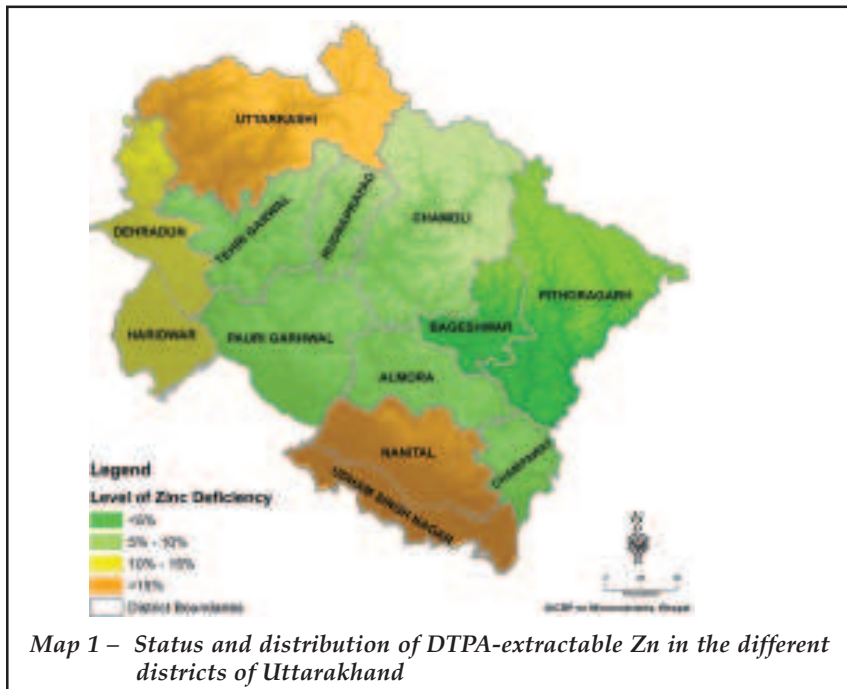 UTTARKASHI
DEHRADUN
TEHRI GARWAL
RUDRAPRAYAG
CHAMOLI
PITHORAGARH
HARIDWAR
PAURI GARHWAL
BAGESHWAR
ALMORA
NANITAL
CHAMPAWAT
UDHAM SINGH NAGAR
Legend
Level of Zinc Deficiency
<5%
5% - 10%
10% - 15%
>15%
District Boundaries
N
Map 1 – Status and distribution of DTPA-extractable Zn in the different
districts of Uttarakhand